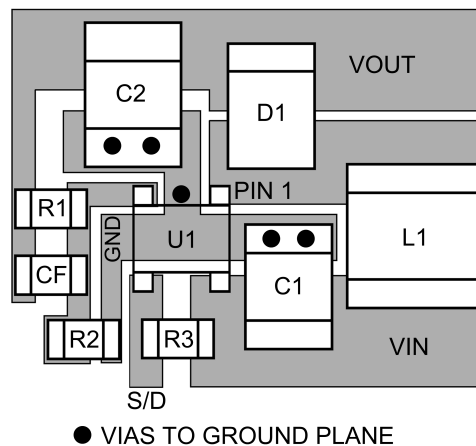 VOUT
C2
D1
PIN 1
R1
GND
U1
L1
CF
C1
R2
R3
VIN
S/D
VIAS TO GROUND PLANE